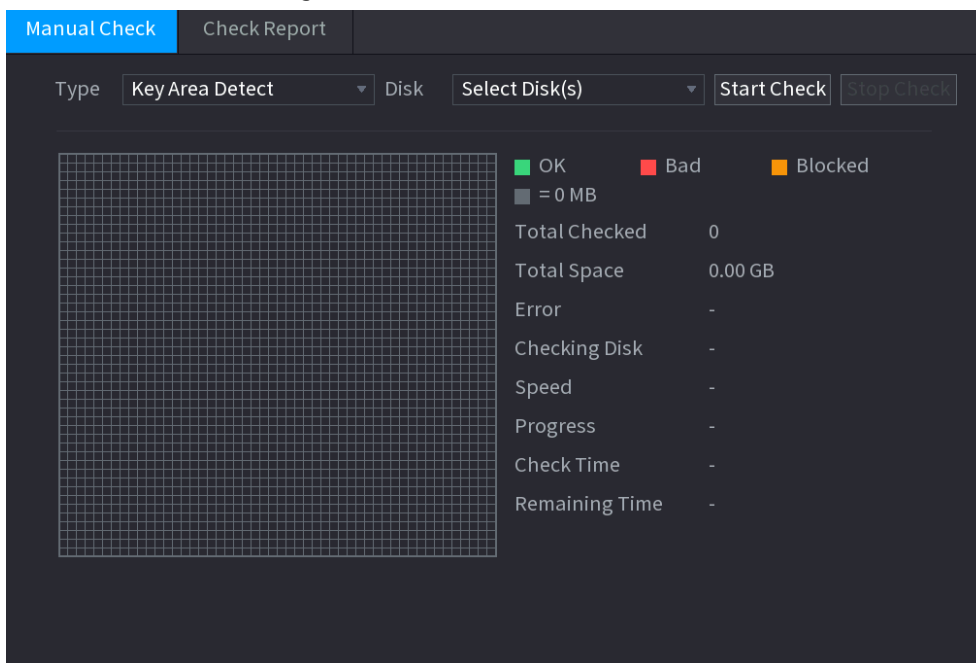 Manual Check Check Report
Type Key Area Detect Disk Select Disk(s) Start Check Stop Check
OK Bad Blocked
= 0 MB
Total Checked 0
Total Space 0.00 GB
Error -
Checking Disk -
Speed -
Progress -
Check Time -
Remaining Time -